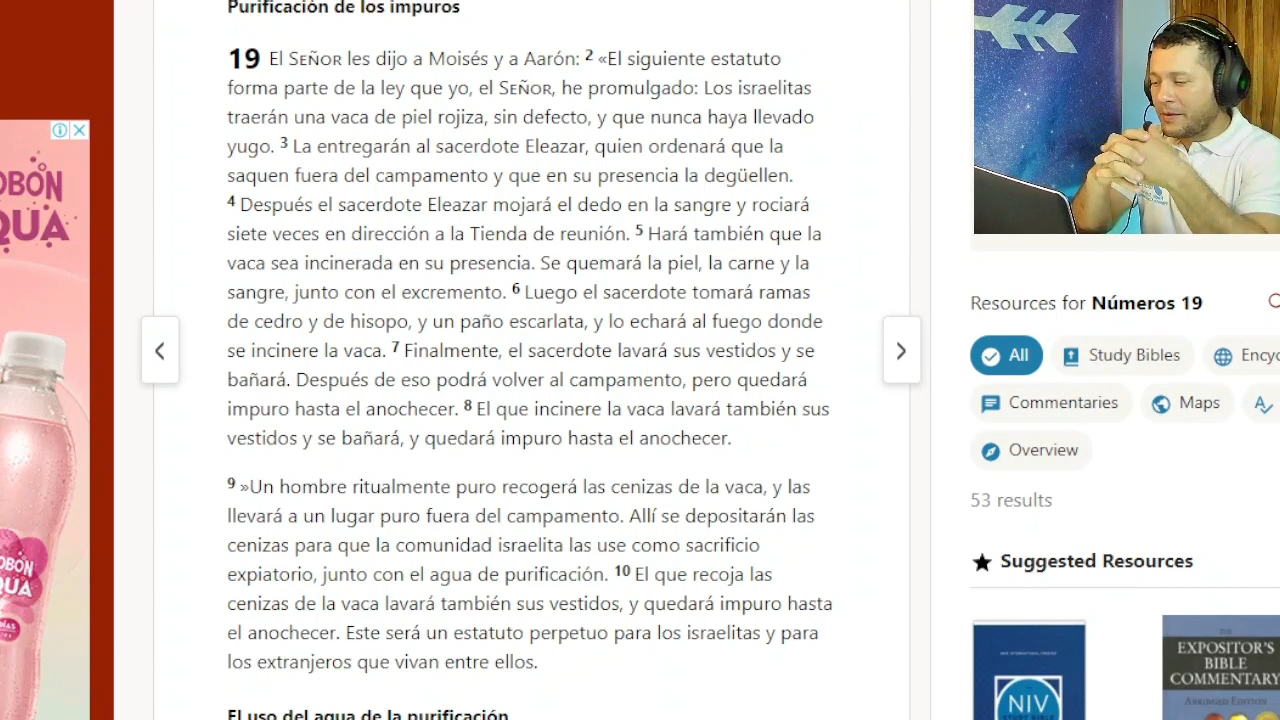 Purificación de los impuros
19 El SEÑOR les dijo a Moisés y a Aarón: 2 «El siguiente estatuto
forma parte de la ley que yo, el SEÑOR, he promulgado: Los israelitas
traerán una vaca de piel rojiza, sin defecto, y que nunca haya llevado
yugo. 3 La entregarán al sacerdote Eleazar, quien ordenará que la
saquen fuera del campamento y que en su presencia la degüellen.
4 Después el sacerdote Eleazar mojará el dedo en la sangre y rociará
siete veces en dirección a la Tienda de reunión. 5 Hará también que la
vaca sea incinerada en su presencia. Se quemará la piel, la carne y la
sangre, junto con el excremento. 6 Luego el sacerdote tomará ramas
de cedro y de hisopo, y un paño escarlata, y lo echará al fuego donde
se incinere la vaca. 7 Finalmente, el sacerdote lavará sus vestidos y se
bañará. Después de eso podrá volver al campamento, pero quedará
impuro hasta el anochecer. 8 El que incinere la vaca lavará también sus
vestidos y se bañará, y quedará impuro hasta el anochecer.
9 »Un hombre ritualmente puro recogerá las cenizas de la vaca, y las
llevará a un lugar puro fuera del campamento. Allí se depositarán las
cenizas para que la comunidad israelita las use como sacrificio
expiatorio, junto con el agua de purificación. 10 El que recoja las
cenizas de la vaca lavará también sus vestidos, y quedará impuro hasta
el anochecer. Este será un estatuto perpetuo para los israelitas y para
los extranjeros que vivan entre ellos.
El uso del agua de la purificación
OBÓN
QUA
OBÓN
QUA
Resources for Números 19
All
Study Bibles
Ency
Commentaries
Maps
Overview
53 results
★ Suggested Resources
NIV
EXPOSITOR'S
BIBLE
COMMENTARY
ABRIDGED EDITION